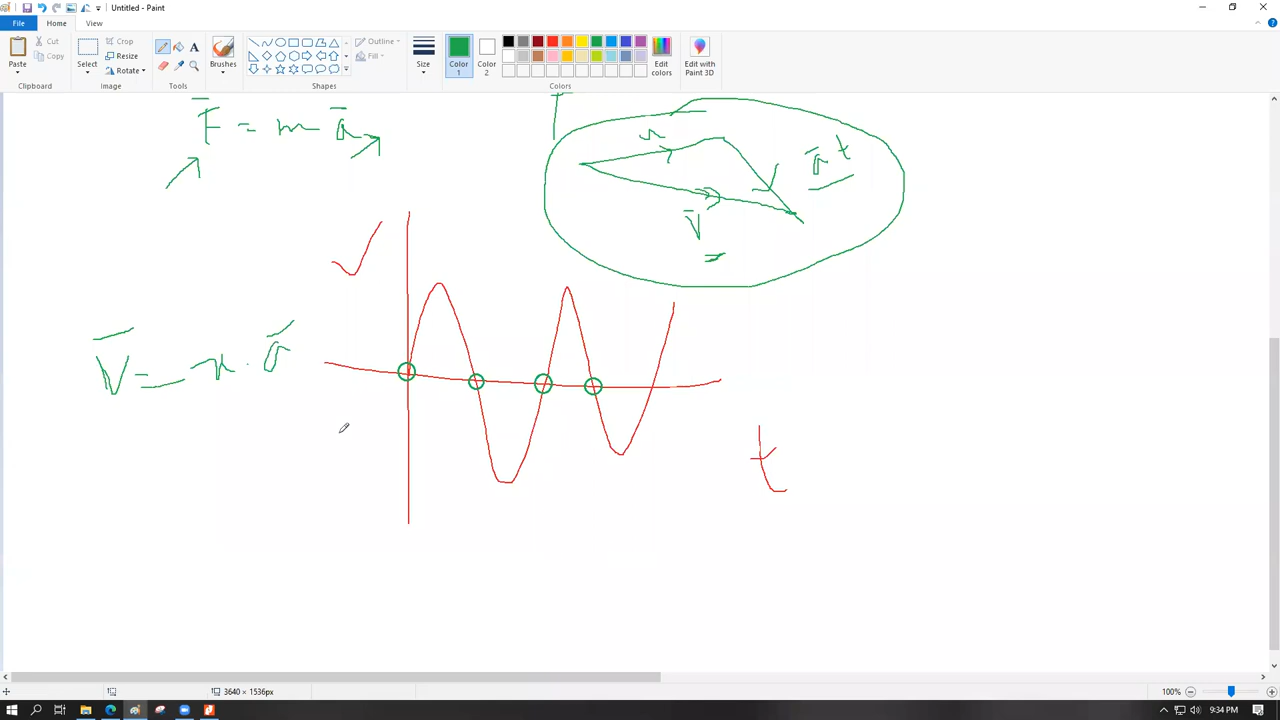 Untitled - Paint
File Home View
Cut
Copy
Paste
Clipboard
Crop
Resize
Rotate
Select
Image
A
Tools
Brushes
Shapes
Outline
Fill
Size
Color 1
Color 2
Edit colors
Colors
Edit with Paint 3D
F̄ = m ā
V̄
t
3640 × 1536px
100%
9:34 PM